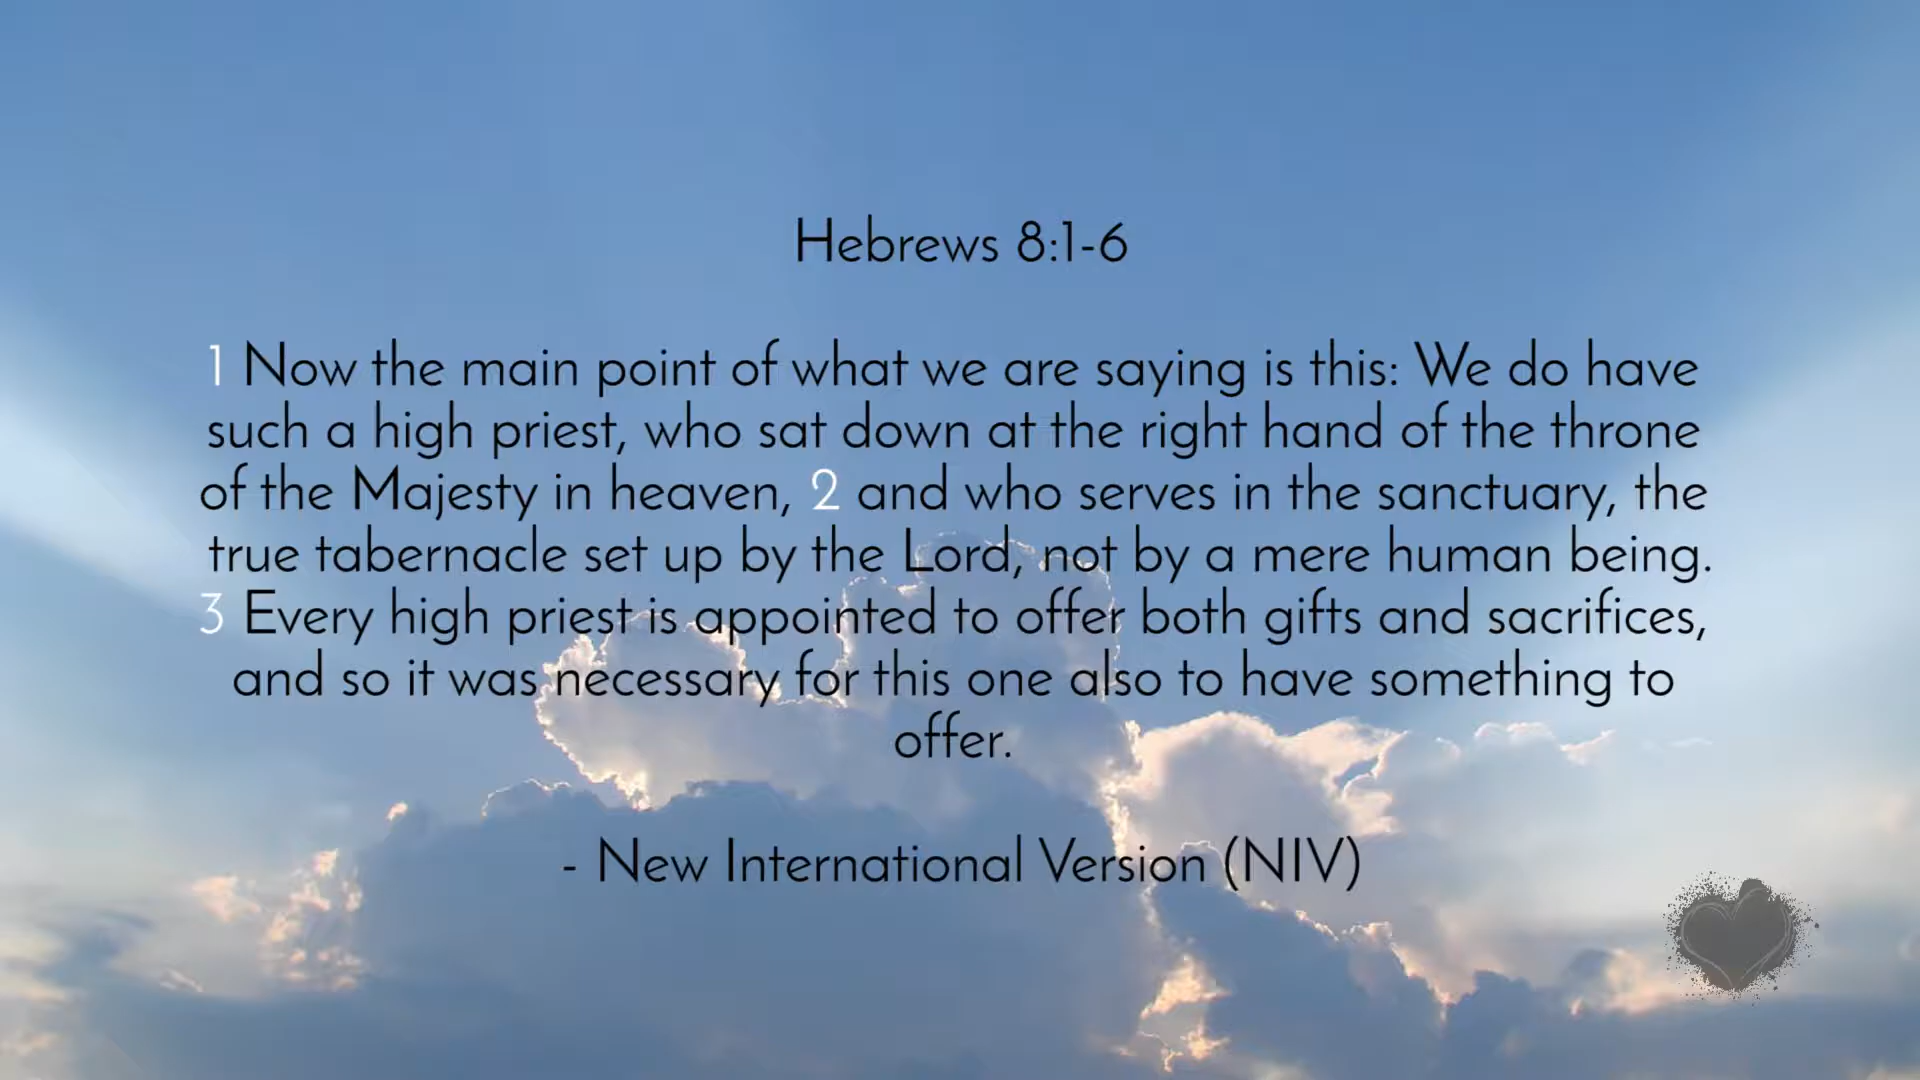 Hebrews 8:1-6
1 Now the main point of what we are saying is this: We do have
such a high priest, who sat down at the right hand of the throne
of the Majesty in heaven, 2 and who serves in the sanctuary, the
true tabernacle set up by the Lord, not by a mere human being.
3 Every high priest is appointed to offer both gifts and sacrifices,
and so it was necessary for this one also to have something to
offer.
- New International Version (NIV)